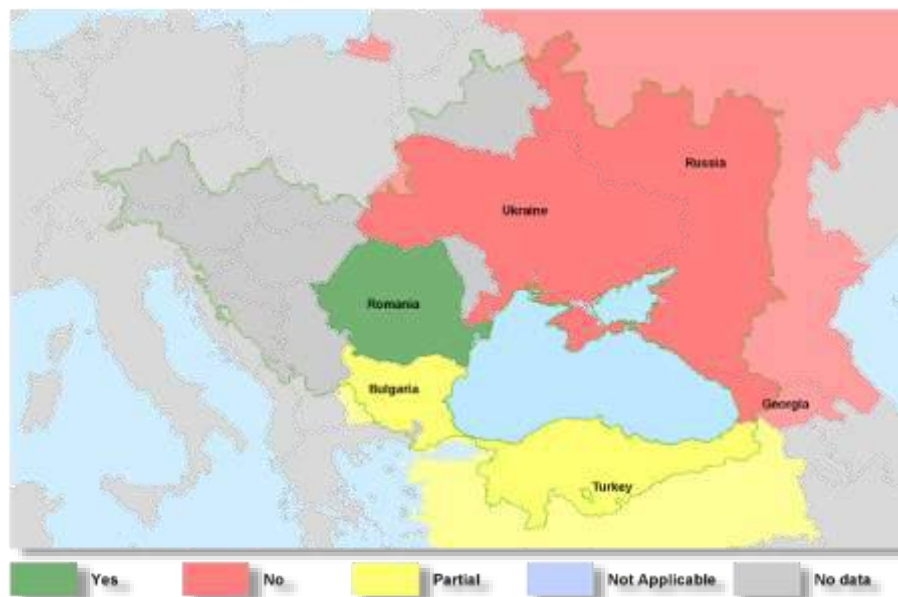 Russia
Ukraine
Romania
Bulgaria
Georgia
Turkey
Yes No Partial Not Applicable No data